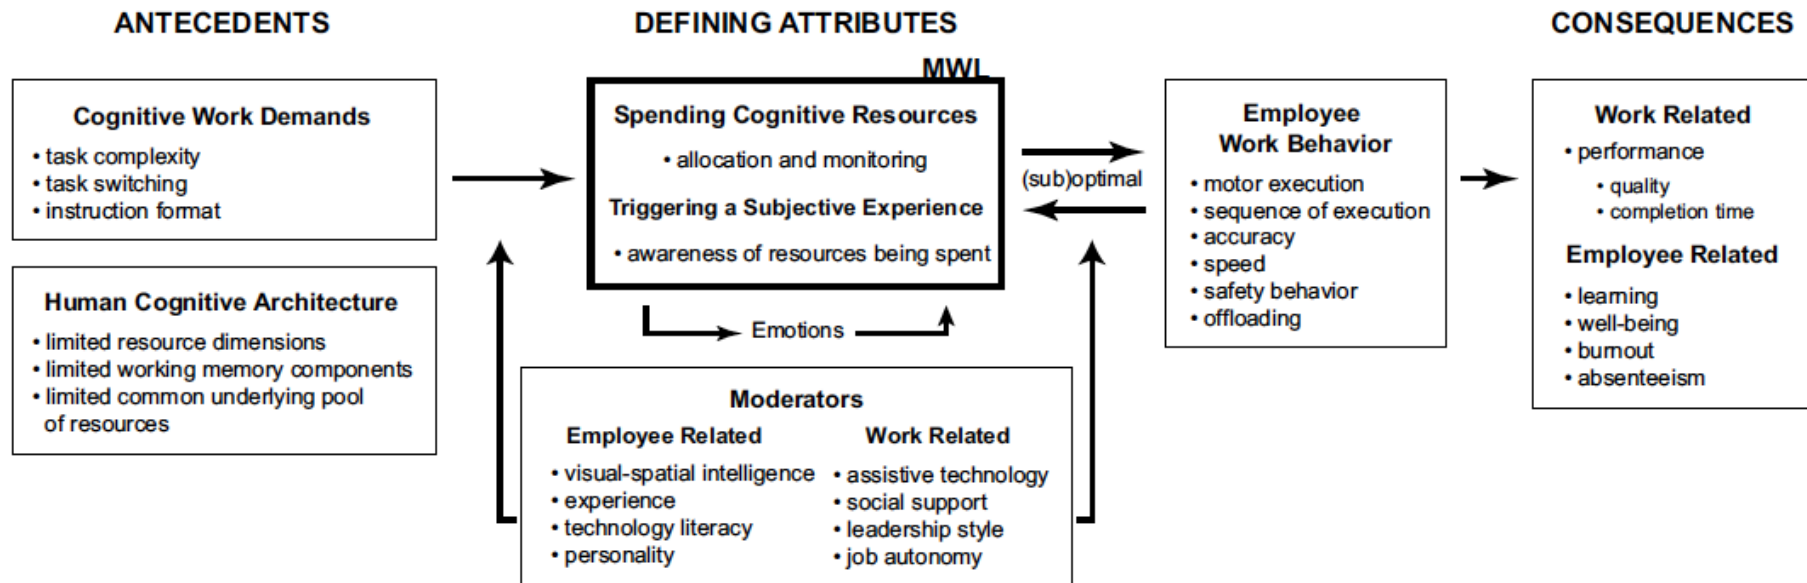 ANTECEDENTS
DEFINING ATTRIBUTES
CONSEQUENCES
MWL
Cognitive Work Demands
• task complexity
• task switching
• instruction format
Human Cognitive Architecture
• limited resource dimensions
• limited working memory components
• limited common underlying pool
of resources
Spending Cognitive Resources
• allocation and monitoring
Triggering a Subjective Experience
• awareness of resources being spent
Emotions
(sub)optimal
Moderators
Employee Related
• visual-spatial intelligence
• experience
• technology literacy
• personality
Work Related
• assistive technology
• social support
• leadership style
• job autonomy
Employee
Work Behavior
• motor execution
• sequence of execution
• accuracy
• speed
• safety behavior
• offloading
Work Related
• performance
• quality
• completion time
Employee Related
• learning
• well-being
• burnout
• absenteeism